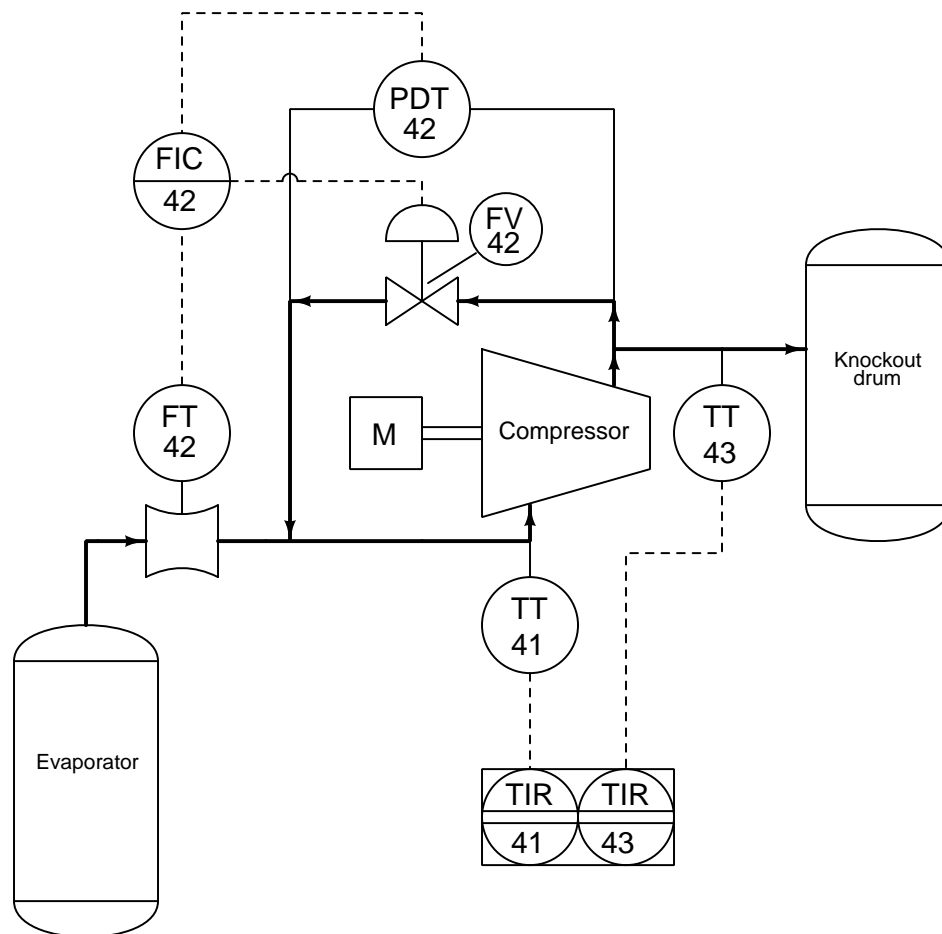 PDT
42
FIC
42
FV
42
Knockout
drum
FT
42
M
Compressor
TT
43
TT
41
Evaporator
TIR
TIR
41
43